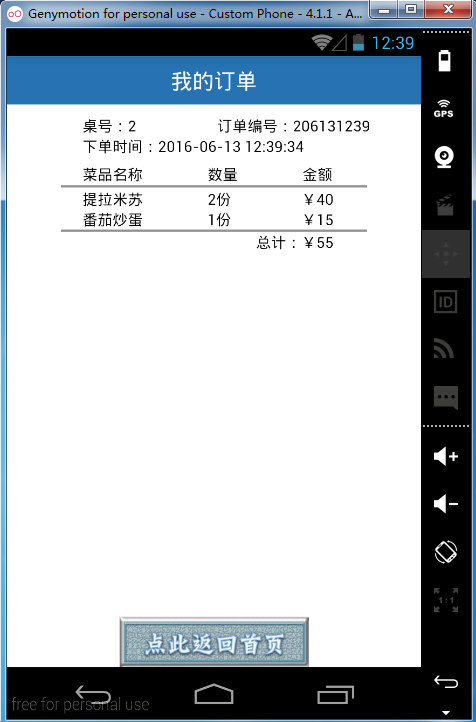 Genymotion for personal use - Custom Phone - 4.1.1 - A...
12:39
我的订单
GPS
桌号：2 订单编号：206131239
下单时间：2016-06-13 12:39:34
菜品名称 数量 金额
提拉米苏 2份 ￥40
番茄炒蛋 1份 ￥15
总计：￥55
ID
1:1
点此返回首页
free for personal use